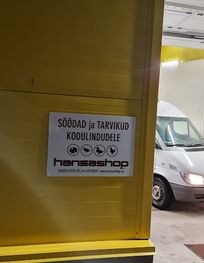 SÖÖDAD ja TARVIKUD
KODULINDUDELE
hansashop